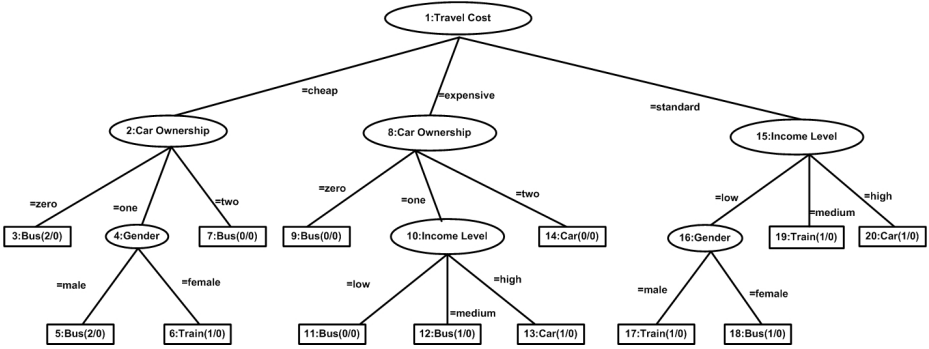 1:Travel Cost
=cheap
=expensive
=standard
2:Car Ownership
8:Car Ownership
15:Income Level
=zero
=one
=two
=zero
=one
=two
=low
=medium
=high
3:Bus(2/0)
4:Gender
7:Bus(0/0)
9:Bus(0/0)
10:Income Level
14:Car(0/0)
16:Gender
19:Train(1/0)
20:Car(1/0)
=male
=female
=low
=medium
=high
=male
=female
5:Bus(2/0)
6:Train(1/0)
11:Bus(0/0)
12:Bus(1/0)
13:Car(1/0)
17:Train(1/0)
18:Bus(1/0)